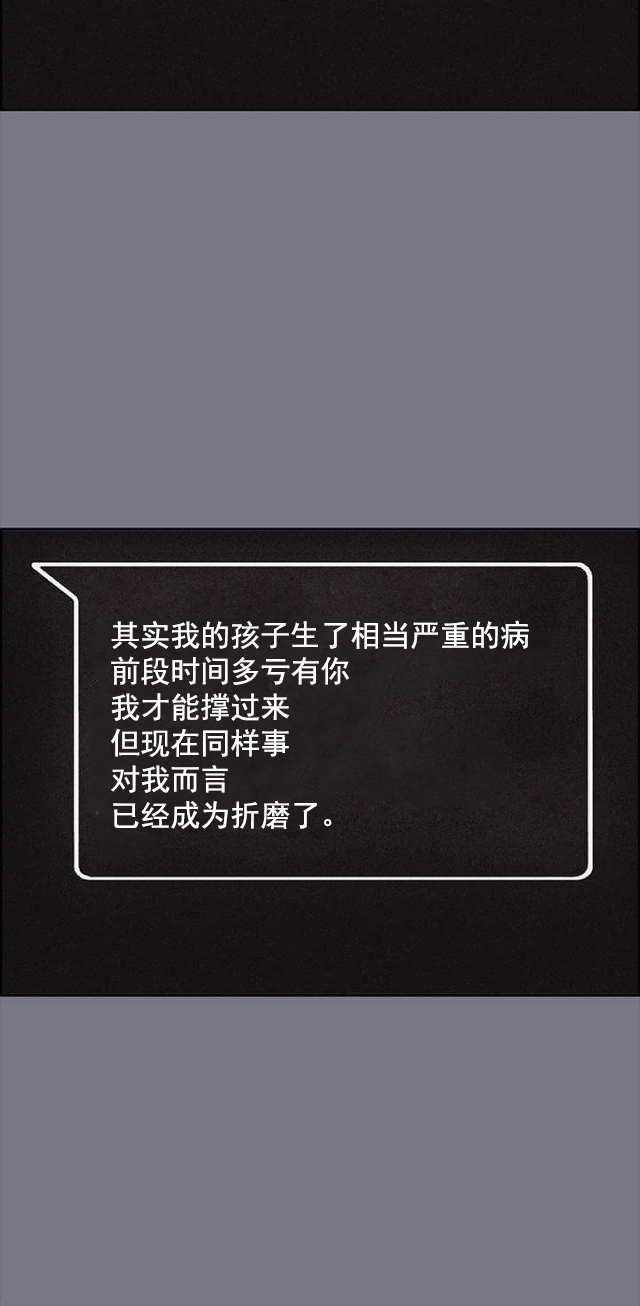 其实我的孩子生了相当严重的病
前段时间多亏有你
我才能撑过来
但现在同样事
对我而言
已经成为折磨了。